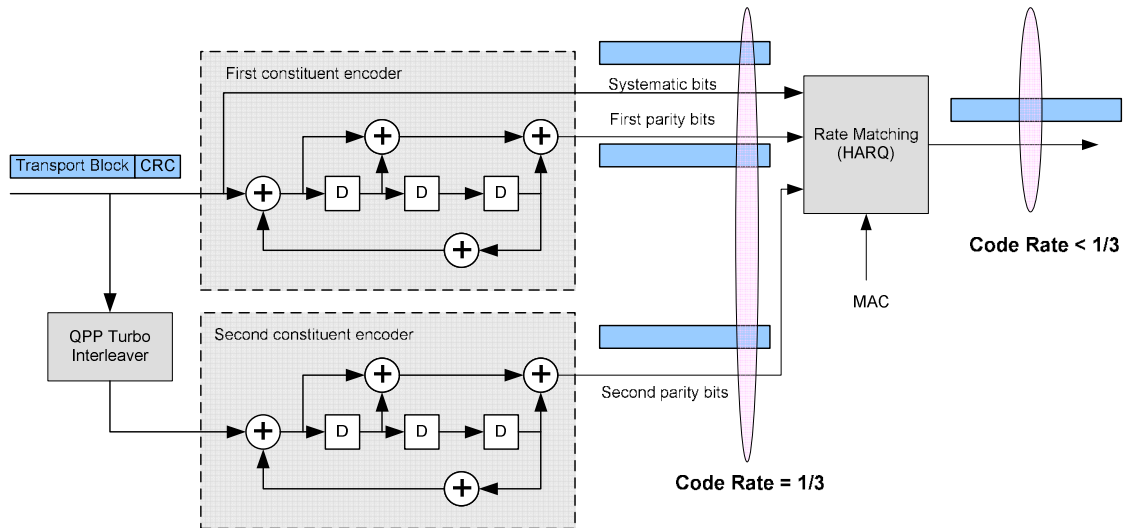 First constituent encoder
Systematic bits
First parity bits
Transport Block CRC
+
+
+
D
D
D
+
Rate Matching
(HARQ)
Code Rate < 1/3
MAC
QPP Turbo
Interleaver
Second constituent encoder
+
+
Second parity bits
+
D
D
D
+
Code Rate = 1/3